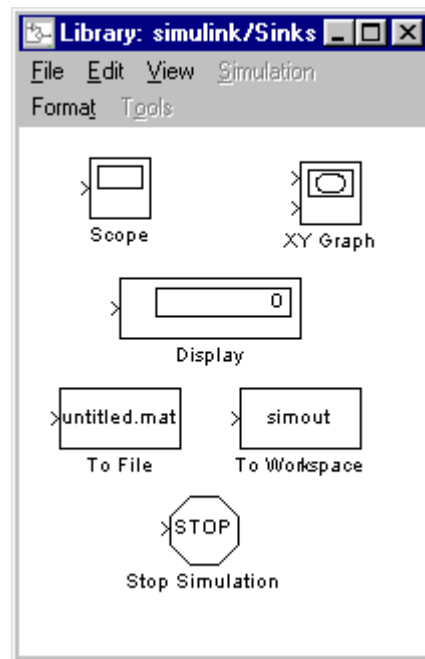 Library: simulink/Sinks
File Edit View Simulation
Format Tools
Scope
XY Graph
0
Display
untitled.mat
simout
To File
To Workspace
STOP
Stop Simulation